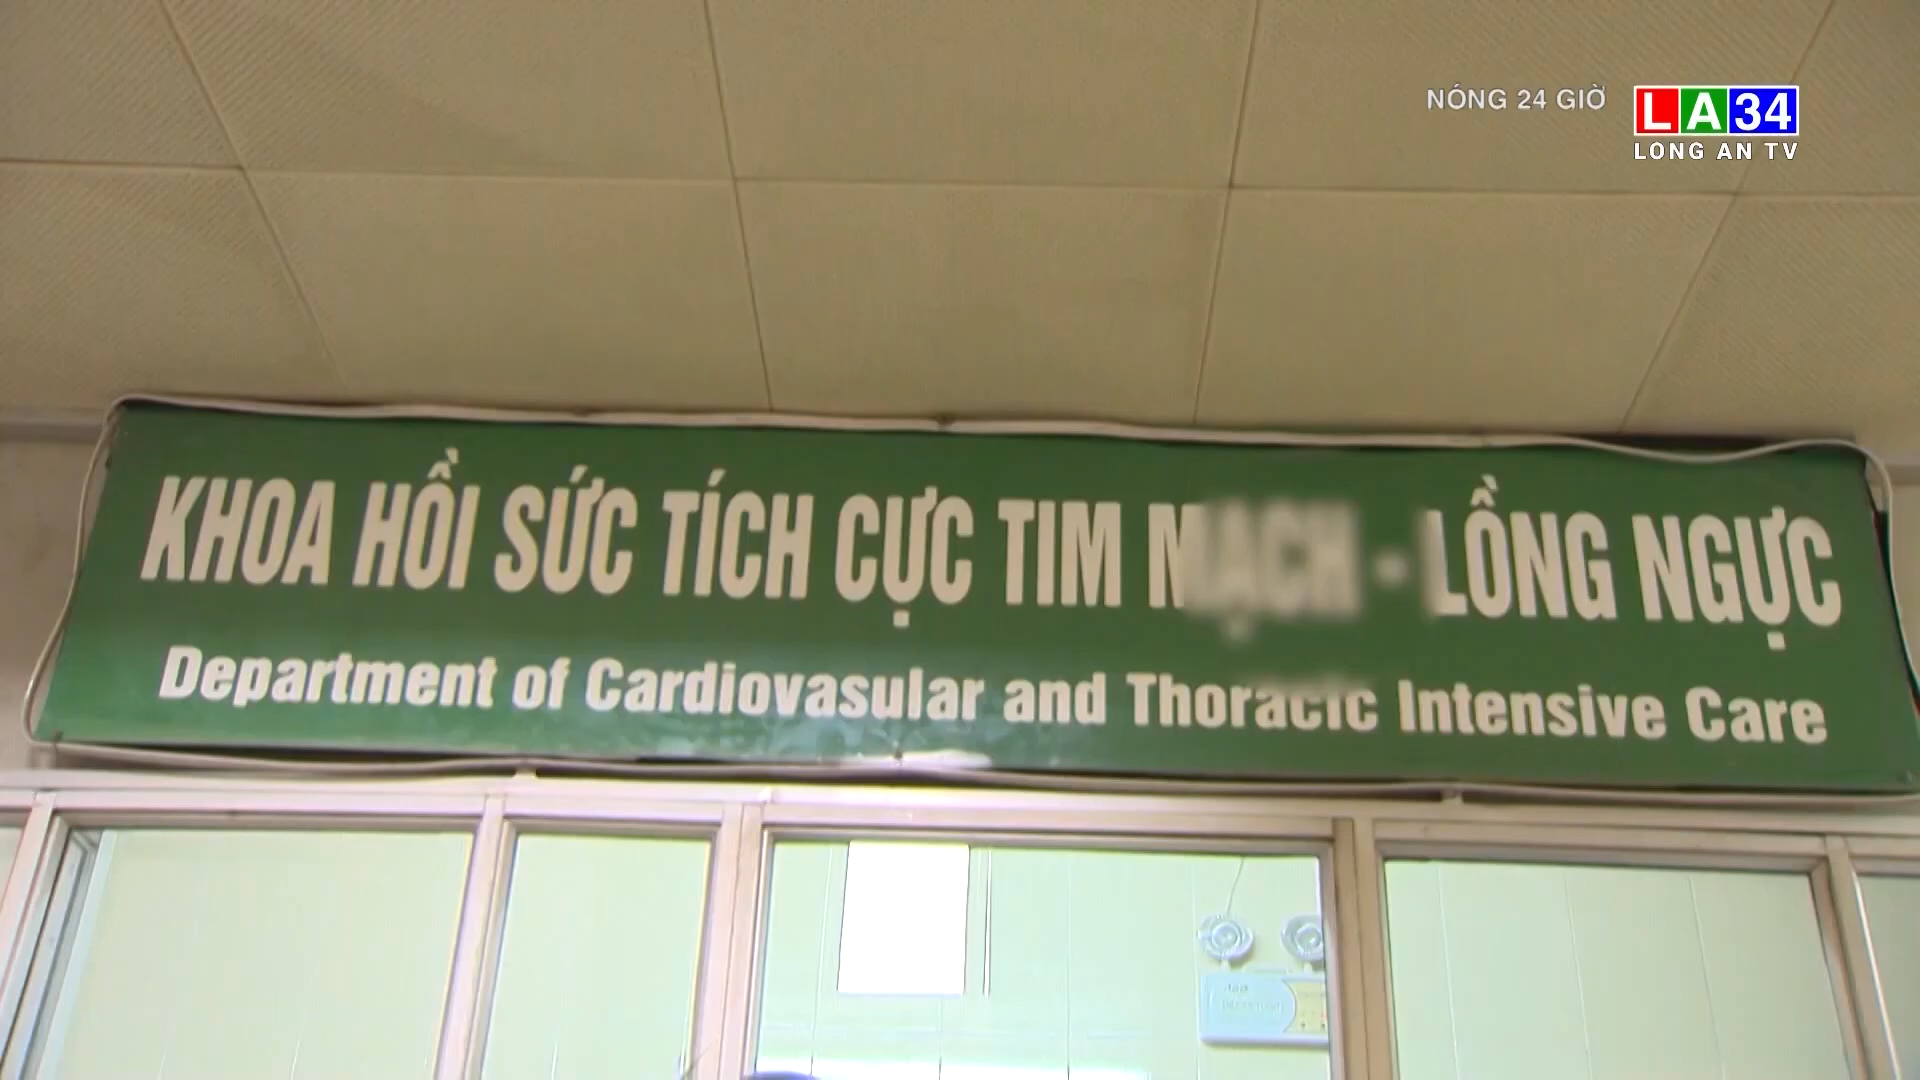 NÓNG 24 GIỜ
LA34
LONG AN TV
KHOA HỒI SỨC TÍCH CỰC TIM MẠCH - LỒNG NGỰC
Department of Cardiovasular and Thoracic Intensive Care